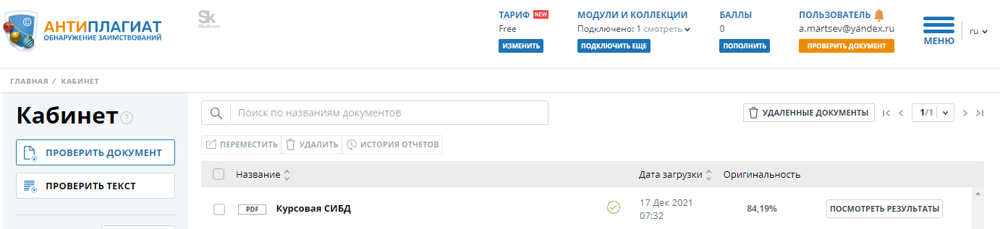 АНТИПЛАГИАТ
ОБНАРУЖЕНИЕ ЗАИМСТВОВАНИЙ
Sk
Skolkovo
ТАРИФ NEW
Free
ИЗМЕНИТЬ
МОДУЛИ И КОЛЛЕКЦИИ
Подключено: 1 смотреть
ПОДКЛЮЧИТЬ ЕЩЕ
БАЛЛЫ
0
ПОПОЛНИТЬ
ПОЛЬЗОВАТЕЛЬ
a.martsev@yandex.ru
ПРОВЕРИТЬ ДОКУМЕНТ
МЕНЮ
ru
ГЛАВНАЯ / КАБИНЕТ
Кабинет ?
ПРОВЕРИТЬ ДОКУМЕНТ
ПРОВЕРИТЬ ТЕКСТ
Поиск по названиям документов
УДАЛЕННЫЕ ДОКУМЕНТЫ
1/1
ПЕРЕМЕСТИТЬ УДАЛИТЬ ИСТОРИЯ ОТЧЕТОВ
Название Дата загрузки Оригинальность
PDF Курсовая СИБД
17 Дек 2021
07:32
84,19%
ПОСМОТРЕТЬ РЕЗУЛЬТАТЫ